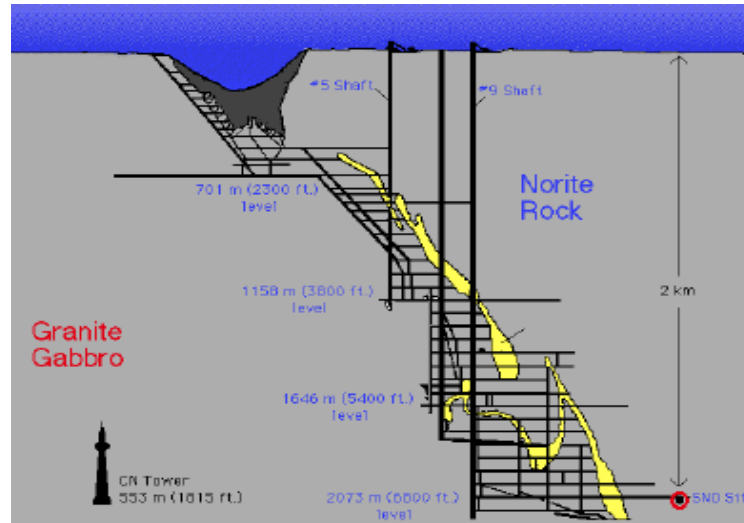 #5 Shaft
#9 Shaft
Norite
Rock
701 m (2300 ft.)
level
1158 m (3800 ft.)
level
2 km
Granite
Gabbro
1646 m (5400 ft.)
level
CN Tower
553 m (1815 ft.)
2073 m (6800 ft.)
level
SNO